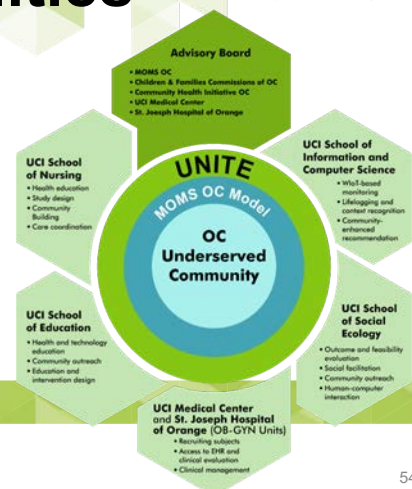 Advisory Board
• MOMS OC
• Children & Families Commissions of OC
• Community Health Initiative OC
• UCI Medical Center
• St. Joesph Hospital of Orange
UCI School
of Nursing
• Health education
• Study design
• Community
Building
• Care coordination
UCI School of
Information and
Computer Science
• WIoT-based
monitoring
• Lifelogging and
context recognition
• Community-
enhanced
recommendation
UNITE
MOMS OC Model
OC
Underserved
Community
UCI School
of Education
• Health and technology
education
• Community outreach
• Education and
intervention design
UCI School
of Social
Ecology
• Outcome and feasibility
evaluation
• Social facilitation
• Community outreach
• Human-computer
interaction
UCI Medical Center
and St. Joseph Hospital
of Orange (OB-GYN Units)
• Recruiting subjects
• Access to EHR and
clinical evaluation
• Clinical management
54